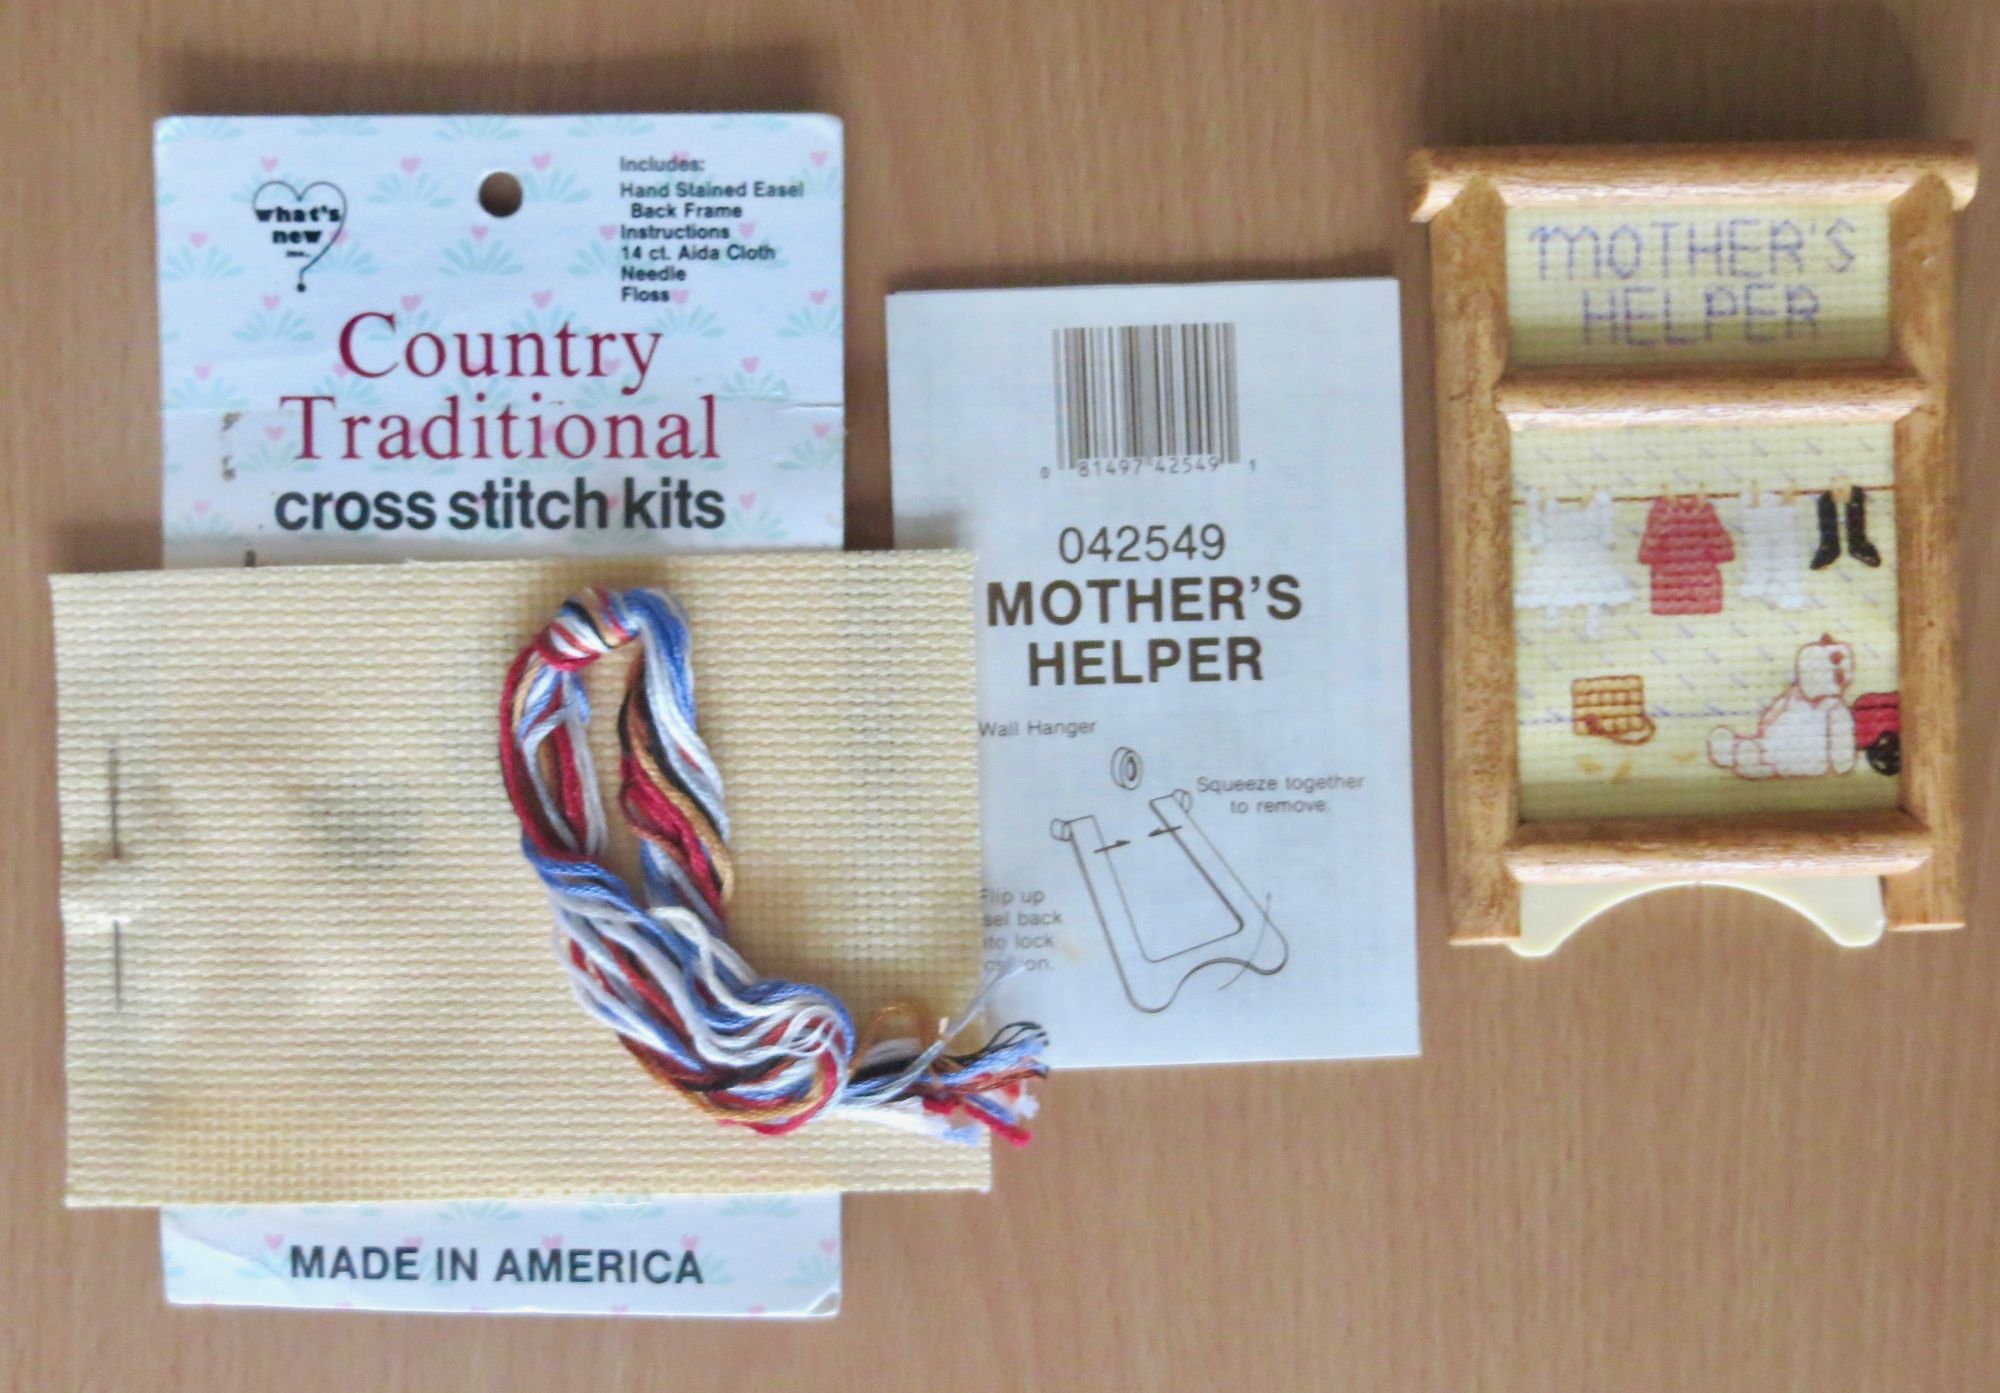 what's
new
inc.
Includes:
Hand Stained Easel
Back Frame
Instructions
14 ct. Aida Cloth
Needle
Floss
Country
Traditional
cross stitch kits
MADE IN AMERICA
0 81497 42549 1
042549
MOTHER'S
HELPER
Wall Hanger
Squeeze together
to remove.
Flip up
sel back
to lock
on.
MOTHER'S
HELPER